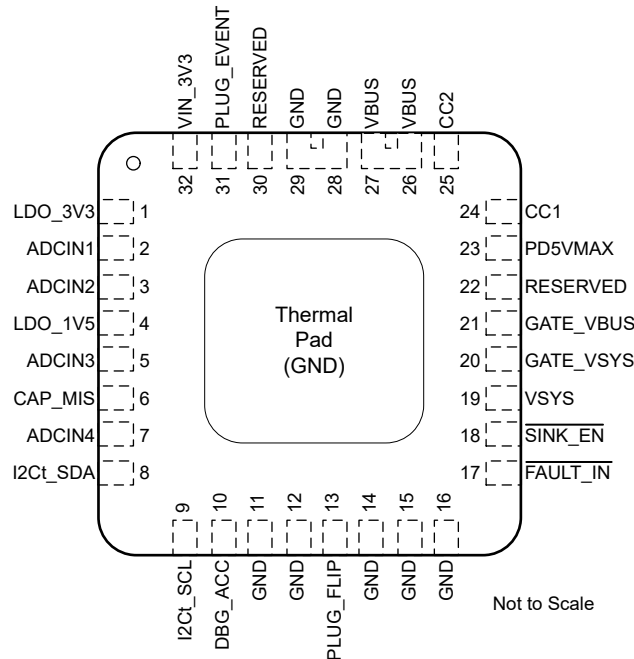 VIN_3V3
PLUG_EVENT
RESERVED
GND
GND
VBUS
VBUS
CC2
32
31
30
29
28
27
26
25
LDO_3V3 1
ADCIN1 2
ADCIN2 3
LDO_1V5 4
ADCIN3 5
CAP_MIS 6
ADCIN4 7
I2Ct_SDA 8
Thermal
Pad
(GND)
24 CC1
23 PD5VMAX
22 RESERVED
21 GATE_VBUS
20 GATE_VSYS
19 VSYS
18 SINK_EN
17 FAULT_IN
9
10
11
12
13
14
15
16
I2Ct_SCL
DBG_ACC
GND
GND
PLUG_FLIP
GND
GND
GND
Not to Scale